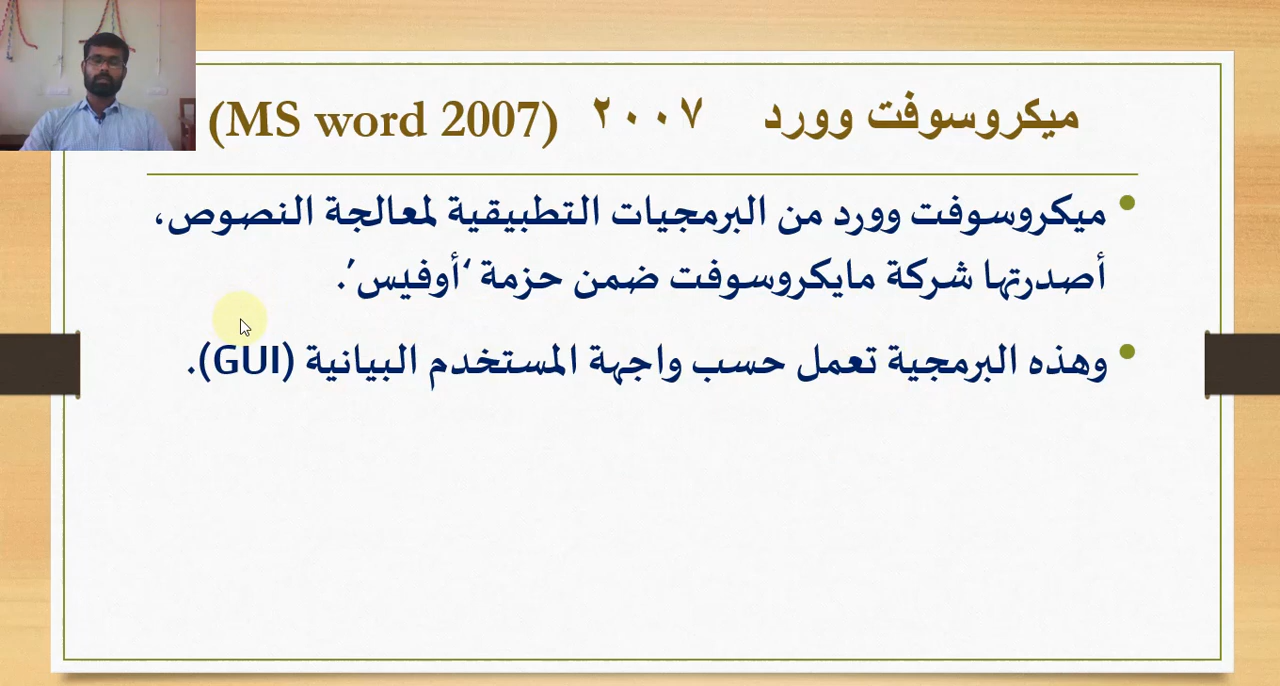 ميكروسوفت وورد ٢٠٠٧ (MS word 2007)
ميكروسوفت وورد من البرمجيات التطبيقية لمعالجة النصوص،
أصدرتها شركة مايكروسوفت ضمن حزمة ‘أوفيس’.
وهذه البرمجية تعمل حسب واجهة المستخدم البيانية (GUI).